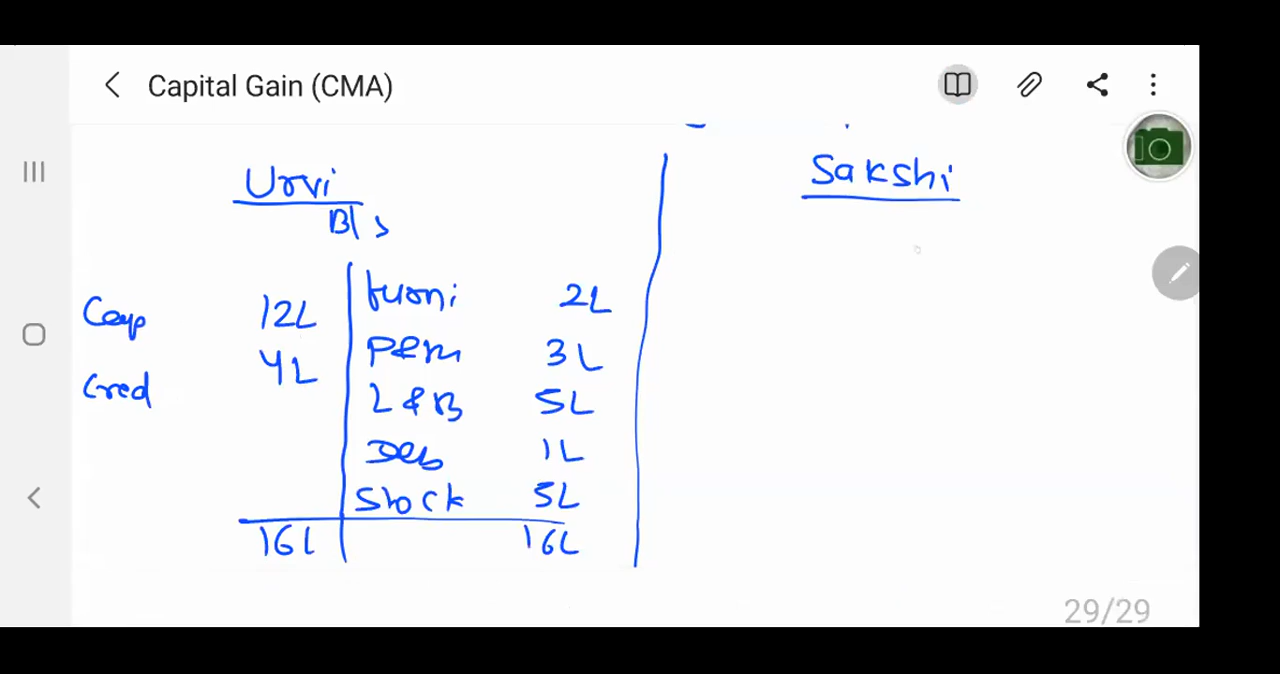 Capital Gain (CMA)
Urvi
B/s
Sakshi
Cap 12L furni 2L
Cred 4L P&M 3L
L&B 5L
Deb 1L
Stock 5L
16L 16L
29/29